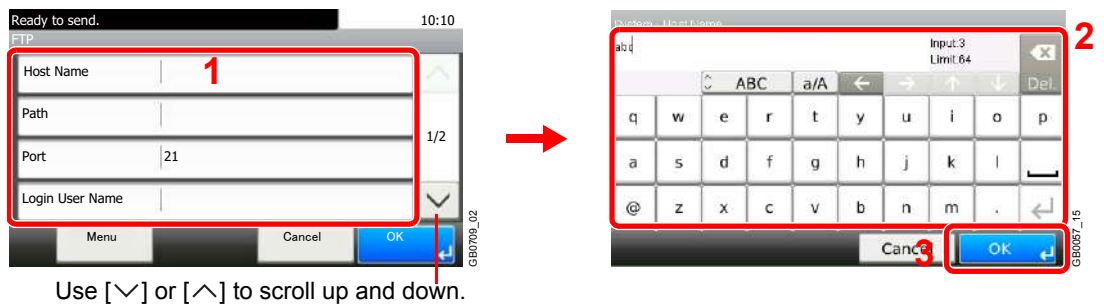 Ready to send.
10:10
FTP
Host Name
1
Path
1/2
Port
21
Login User Name
Menu
Cancel
OK
GB0709_02
Use [∨] or [∧] to scroll up and down.
System - Host Name
2
abc
Input:3
Limit:64
ABC
a/A
Del.
q w e r t y u i o p
a s d f g h j k l
@ z x c v b n m .
Cancel
3
OK
GB0057_15